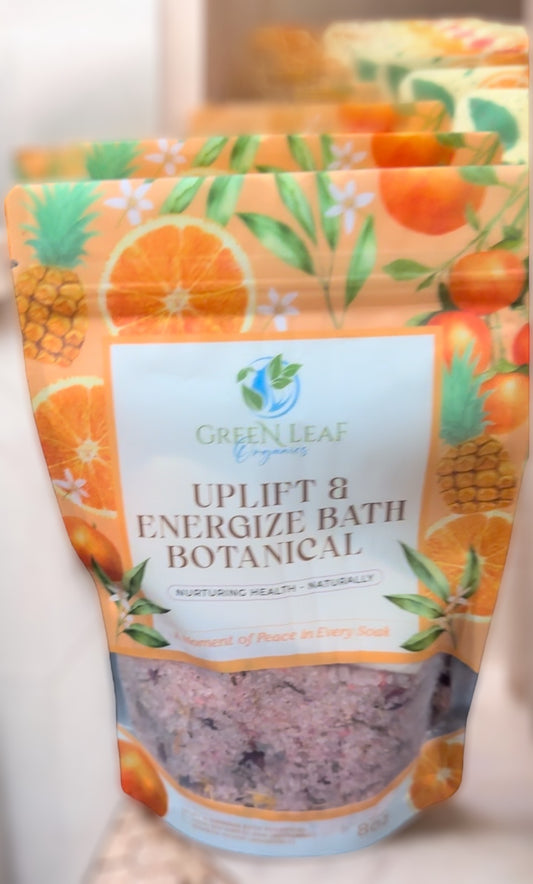 GREEN LEAF
Organics
UPLIFT &
ENERGIZE BATH
BOTANICAL
NURTURING HEALTH - NATURALLY
A Moment of Peace in Every Soak
8oz